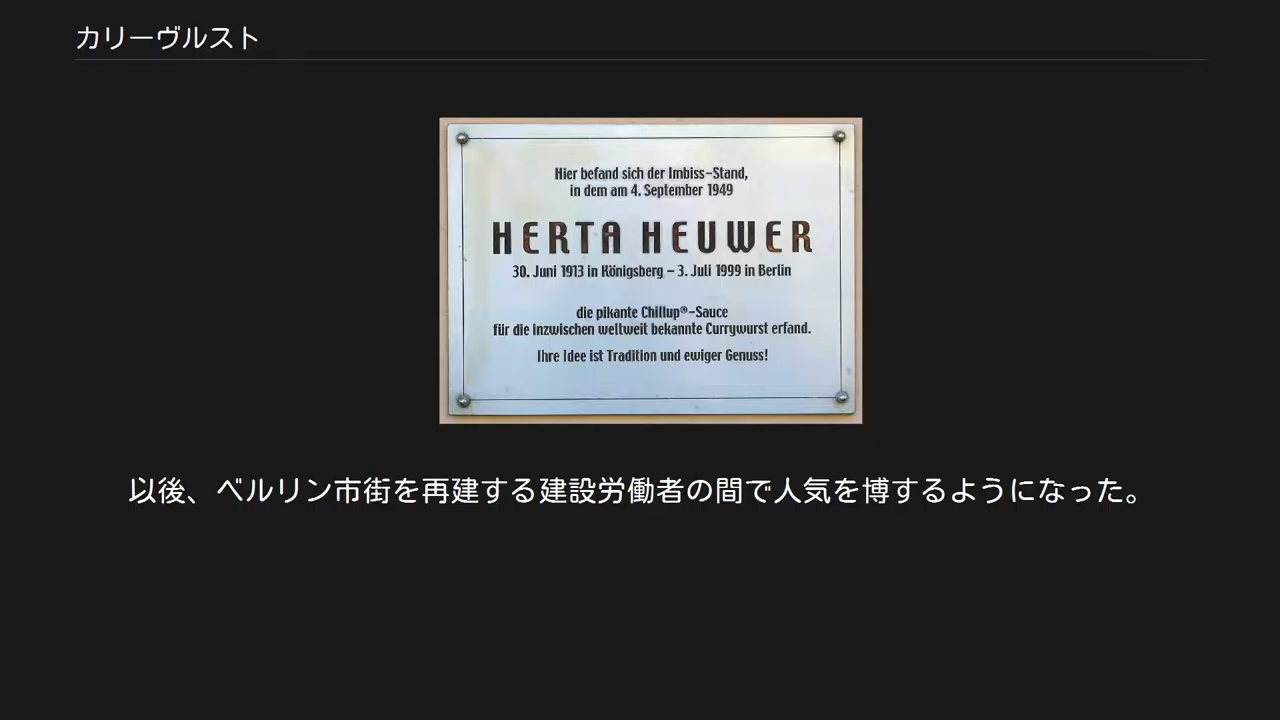 カリーヴルスト
Hier befand sich der Imbiss-Stand,
in dem am 4. September 1949
HERTA HEUWER
30. Juni 1913 in Königsberg – 3. Juli 1999 in Berlin
die pikante Chillup®-Sauce
für die inzwischen weltweit bekannte Currywurst erfand.
Ihre Idee ist Tradition und ewiger Genuss!
以後、ベルリン市街を再建する建設労働者の間で人気を博するようになった。